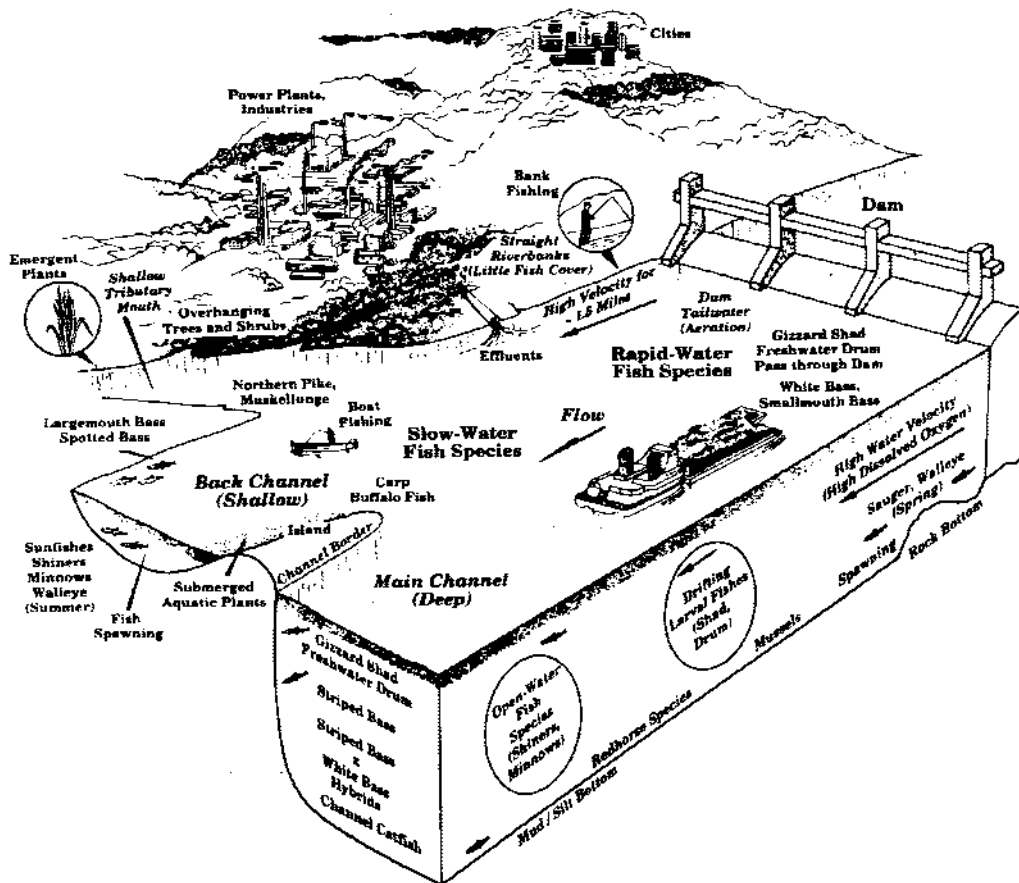 Cities
Power Plants,
Industries
Bank
Fishing
Dam
Emergent
Plants
Shallow
Tributary
Mouth
Straight
Riverbanks
(Little Fish Cover)
Overhanging
Trees and Shrubs
High Velocity for
~ 1.5 Miles
Effluents
Dam
Tailwater
(Aeration)
Rapid-Water
Fish Species
Gizzard Shad
Freshwater Drum
Pass through Dam
White Bass,
Smallmouth Bass
Northern Pike,
Muskellunge
Boat
Fishing
Largemouth Bass
Spotted Bass
Slow-Water
Fish Species
Flow
High Water Velocity
(High Dissolved Oxygen)
Back Channel
(Shallow)
Carp
Buffalo Fish
Sauger, Walleye
(Spring)
Island
Channel Border
Spawning
Rock Bottom
Sunfishes
Shiners
Minnows
Walleye
(Summer)
Fish
Spawning
Submerged
Aquatic Plants
Main Channel
(Deep)
Drifting
Larval Fishes
(Shad,
Drum)
Mussels
Gizzard Shad
Freshwater Drum
Striped Bass
Striped Bass
x
White Bass
Hybrids
Channel Catfish
Open-Water
Fish
Species
(Shiners,
Minnows)
Redhorse Species
Mud / Silt Bottom